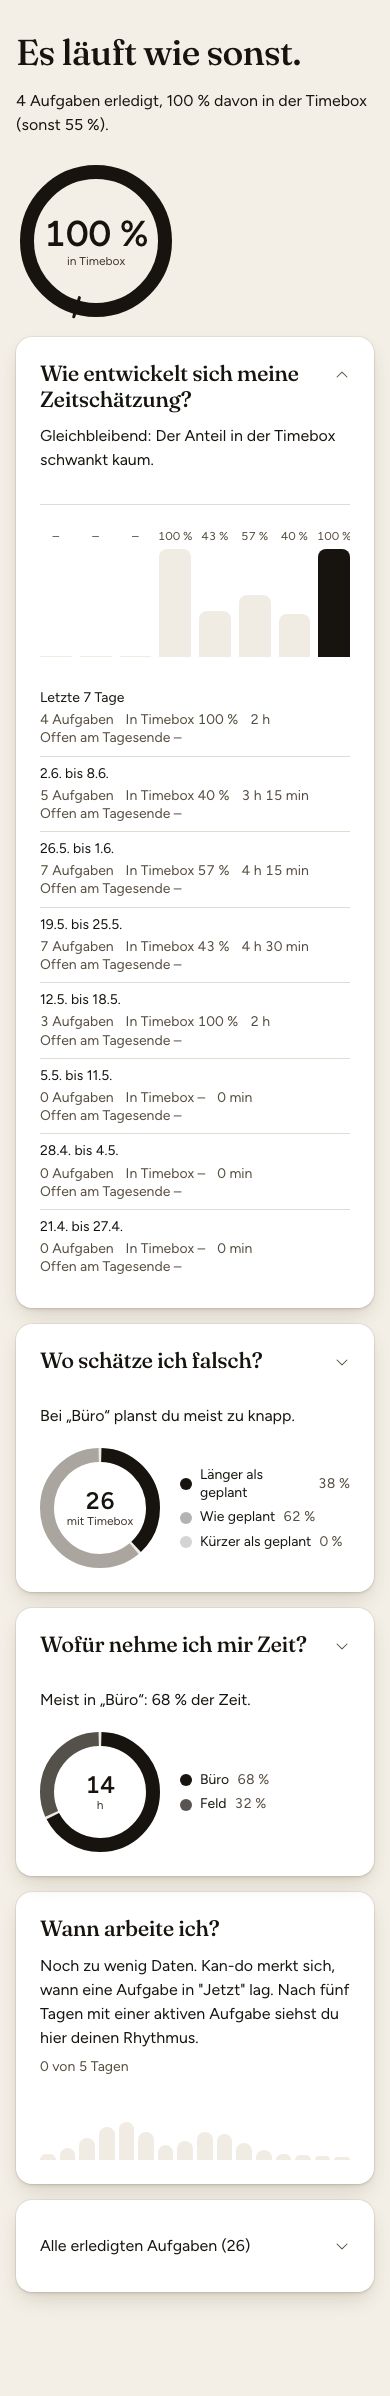 Es läuft wie sonst.
4 Aufgaben erledigt, 100 % davon in der Timebox
(sonst 55 %).
100 %
in Timebox
Wie entwickelt sich meine
Zeitschätzung?
Gleichbleibend: Der Anteil in der Timebox
schwankt kaum.
– – – 100 % 43 % 57 % 40 % 100 %
Letzte 7 Tage
4 Aufgaben In Timebox 100 % 2 h
Offen am Tagesende –
2.6. bis 8.6.
5 Aufgaben In Timebox 40 % 3 h 15 min
Offen am Tagesende –
26.5. bis 1.6.
7 Aufgaben In Timebox 57 % 4 h 15 min
Offen am Tagesende –
19.5. bis 25.5.
7 Aufgaben In Timebox 43 % 4 h 30 min
Offen am Tagesende –
12.5. bis 18.5.
3 Aufgaben In Timebox 100 % 2 h
Offen am Tagesende –
5.5. bis 11.5.
0 Aufgaben In Timebox – 0 min
Offen am Tagesende –
28.4. bis 4.5.
0 Aufgaben In Timebox – 0 min
Offen am Tagesende –
21.4. bis 27.4.
0 Aufgaben In Timebox – 0 min
Offen am Tagesende –
Wo schätze ich falsch?
Bei „Büro“ planst du meist zu knapp.
26
mit Timebox
Länger als
geplant 38 %
Wie geplant 62 %
Kürzer als geplant 0 %
Wofür nehme ich mir Zeit?
Meist in „Büro“: 68 % der Zeit.
14
h
Büro 68 %
Feld 32 %
Wann arbeite ich?
Noch zu wenig Daten. Kan-do merkt sich,
wann eine Aufgabe in "Jetzt" lag. Nach fünf
Tagen mit einer aktiven Aufgabe siehst du
hier deinen Rhythmus.
0 von 5 Tagen
Alle erledigten Aufgaben (26)